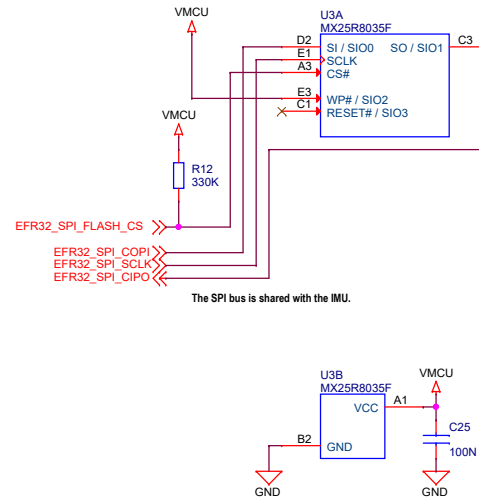 VMCU
U3A
MX25R8035F
D2
SI / SIO0
SO / SIO1
C3
E1
SCLK
A3
CS#
E3
WP# / SIO2
C1
RESET# / SIO3
VMCU
R12
330K
EFR32_SPI_FLASH_CS
EFR32_SPI_COPI
EFR32_SPI_SCLK
EFR32_SPI_CIPO
The SPI bus is shared with the IMU.
U3B
MX25R8035F
VMCU
VCC
A1
B2
GND
C25
100N
GND
GND